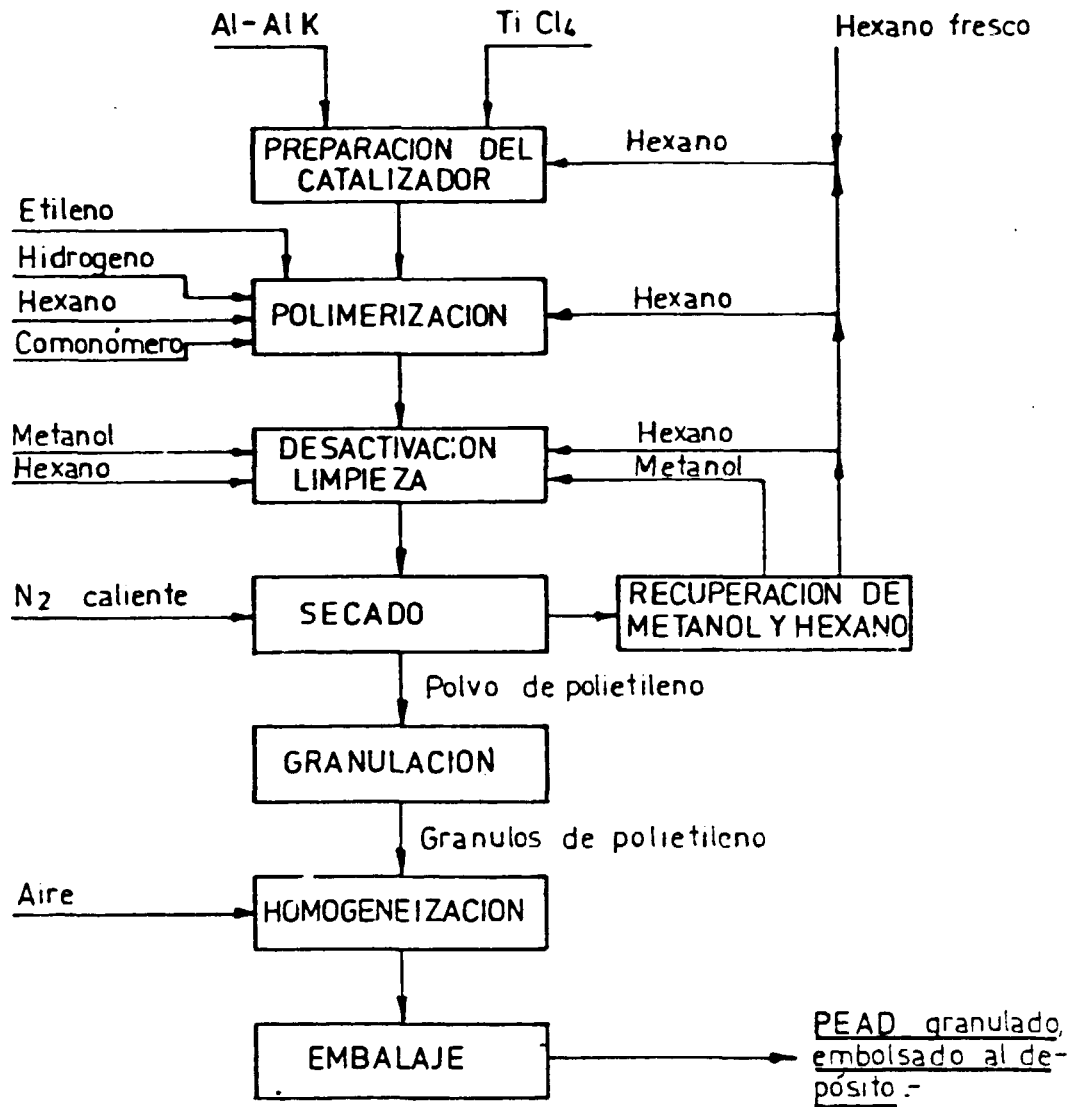 Al-AlK
Ti Cl4
Hexano fresco
PREPARACION DEL
CATALIZADOR
Hexano
Etileno
Hidrogeno
Hexano
Comonómero
POLIMERIZACION
Hexano
Metanol
Hexano
DESACTIVACION
LIMPIEZA
Hexano
Metanol
N2 caliente
SECADO
RECUPERACION DE
METANOL Y HEXANO
Polvo de polietileno
GRANULACION
Granulos de polietileno
Aire
HOMOGENEIZACION
EMBALAJE
PEAD granulado,
embolsado al de-
pósito.-